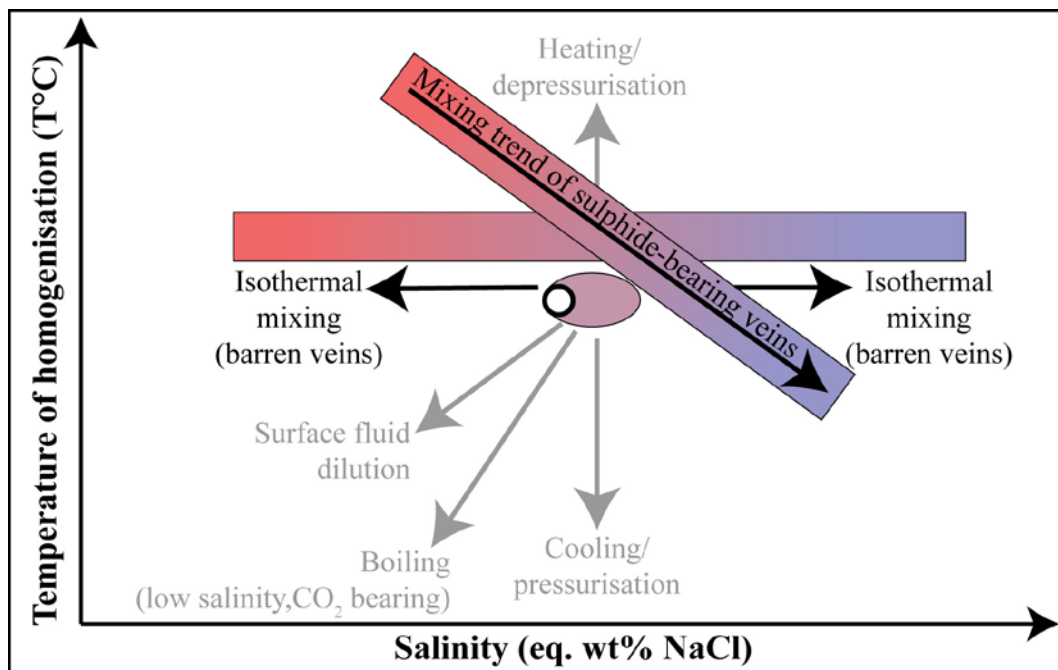 Temperature of homogenisation (T°C)
Heating/
depressurisation
Mixing trend of sulphide-bearing veins
Isothermal
mixing
(barren veins)
Isothermal
mixing
(barren veins)
Surface fluid
dilution
Boiling
(low salinity,CO₂ bearing)
Cooling/
pressurisation
Salinity (eq. wt% NaCl)